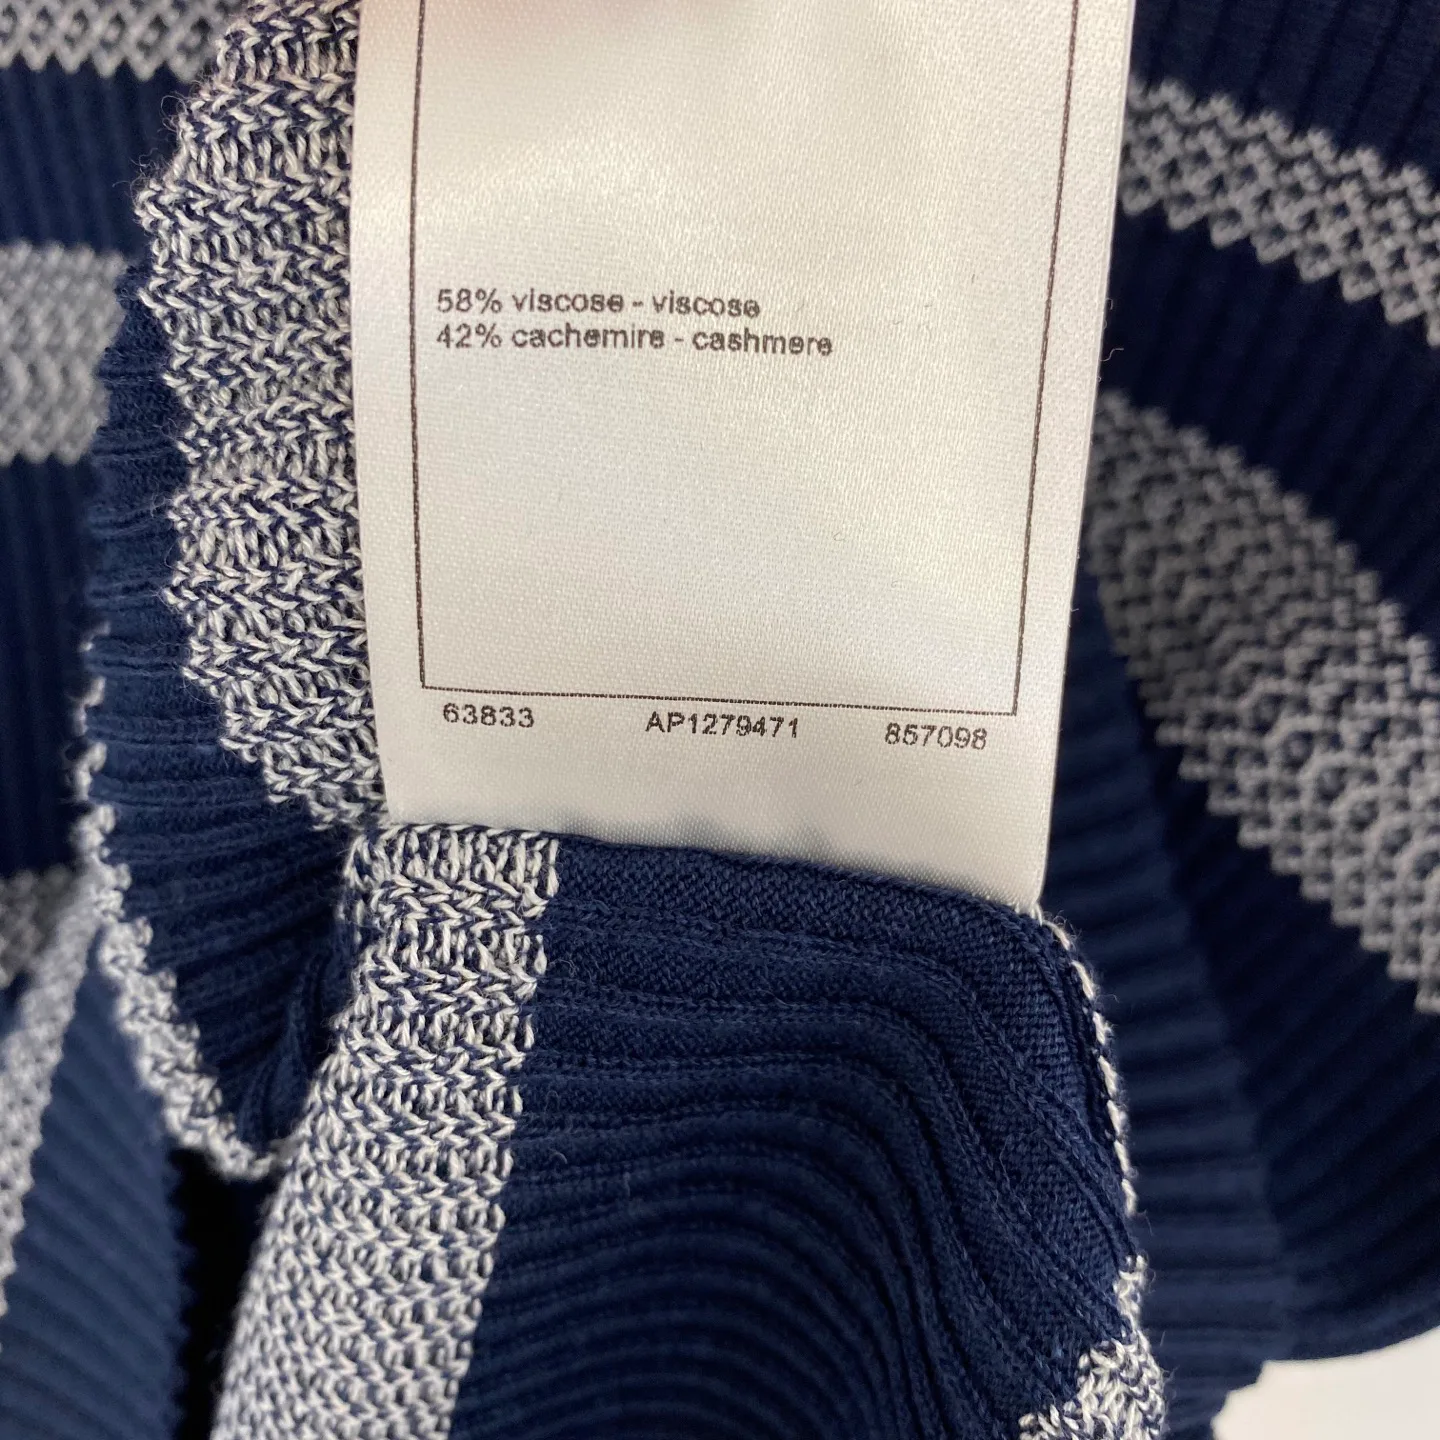 58% viscose - viscose
42% cachemire - cashmere
63833 AP1279471 857098